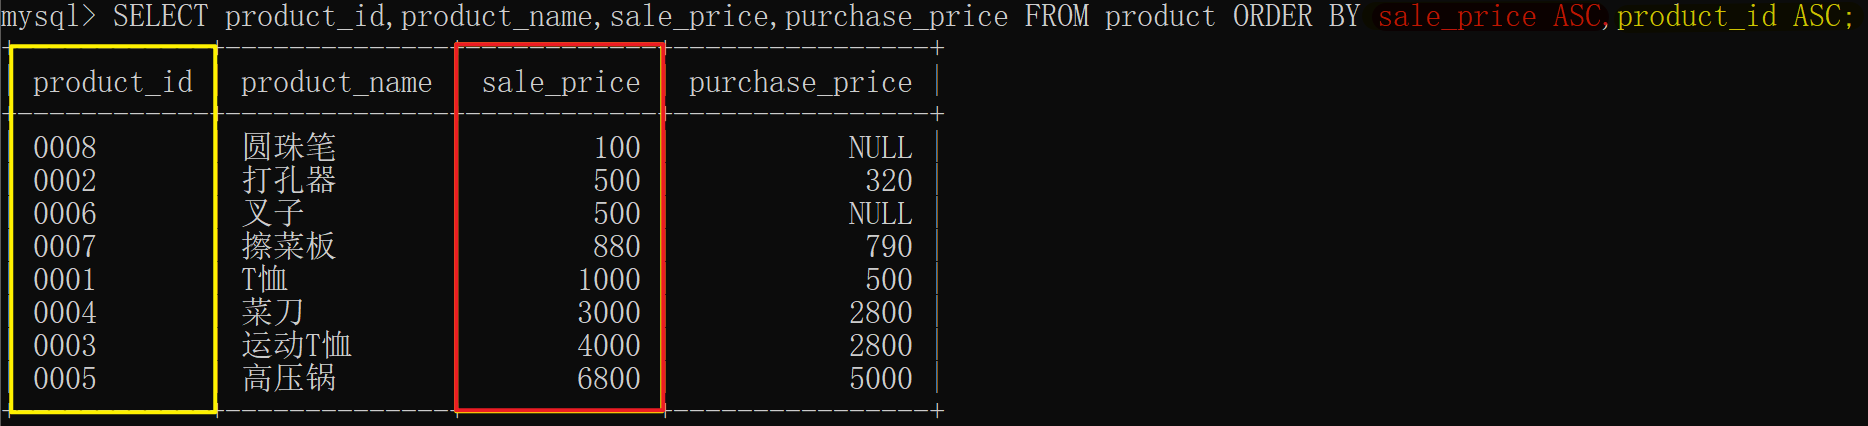 mysql> SELECT product_id,product_name,sale_price,purchase_price FROM product ORDER BY sale_price ASC,product_id ASC;
product_id product_name sale_price purchase_price
0008 圆珠笔 100 NULL
0002 打孔器 500 320
0006 叉子 500 NULL
0007 擦菜板 880 790
0001 T恤 1000 500
0004 菜刀 3000 2800
0003 运动T恤 4000 2800
0005 高压锅 6800 5000